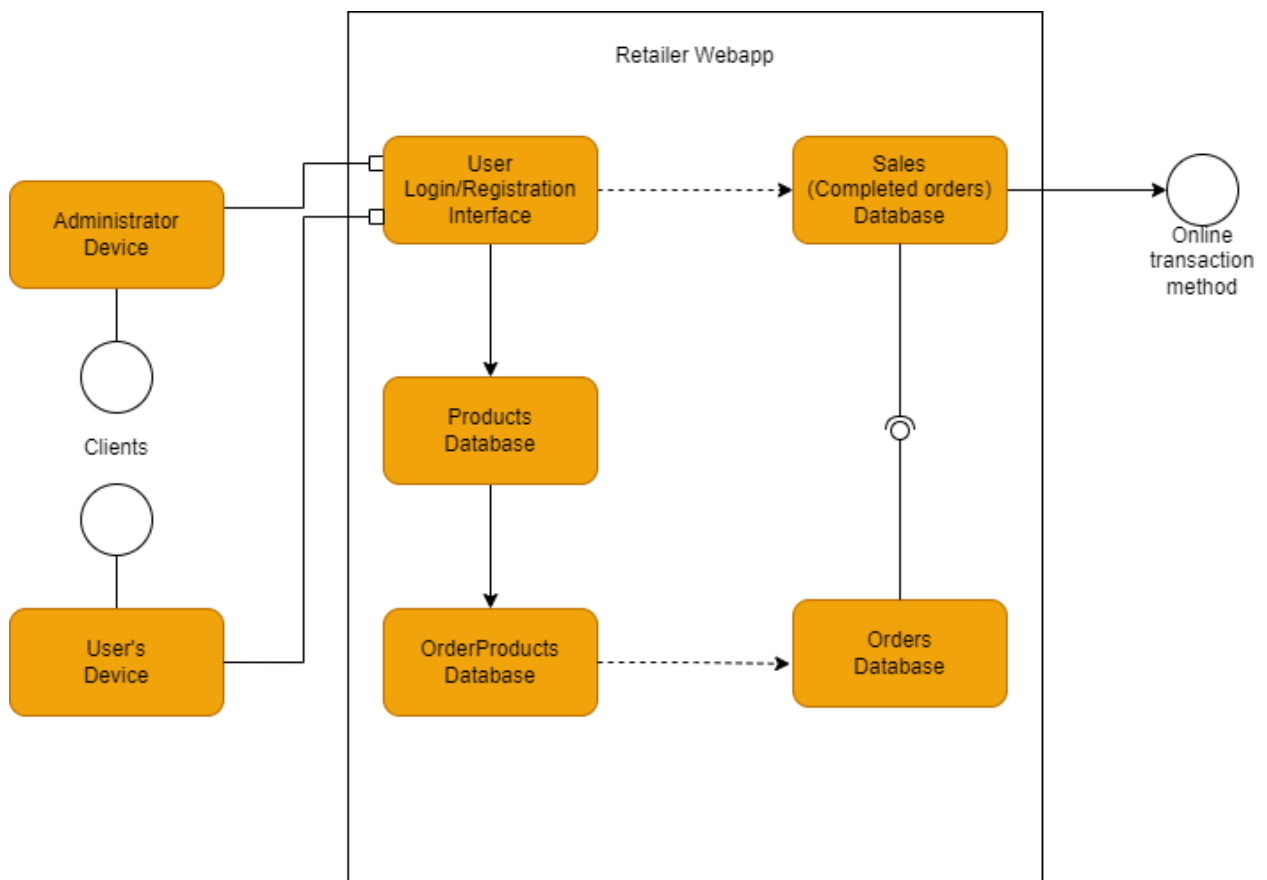 Retailer Webapp
User
Login/Registration
Interface
Sales
(Completed orders)
Database
Administrator
Device
Online
transaction
method
Clients
Products
Database
User's
Device
OrderProducts
Database
Orders
Database